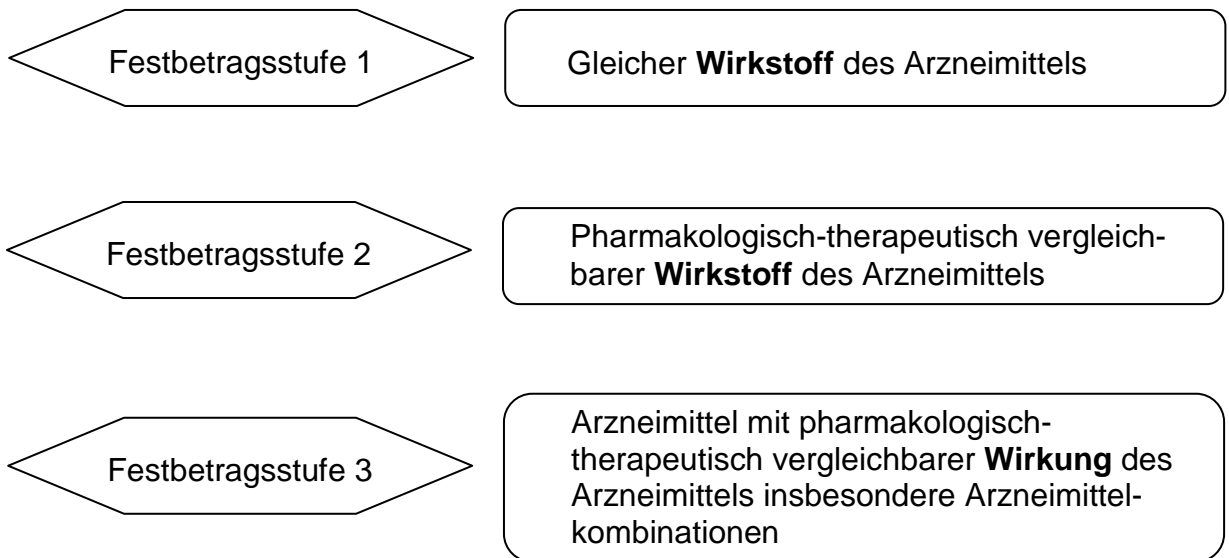 Festbetragsstufe 1
Gleicher Wirkstoff des Arzneimittels
Festbetragsstufe 2
Pharmakologisch-therapeutisch vergleich-
barer Wirkstoff des Arzneimittels
Festbetragsstufe 3
Arzneimittel mit pharmakologisch-
therapeutisch vergleichbarer Wirkung des
Arzneimittels insbesondere Arzneimittel-
kombinationen